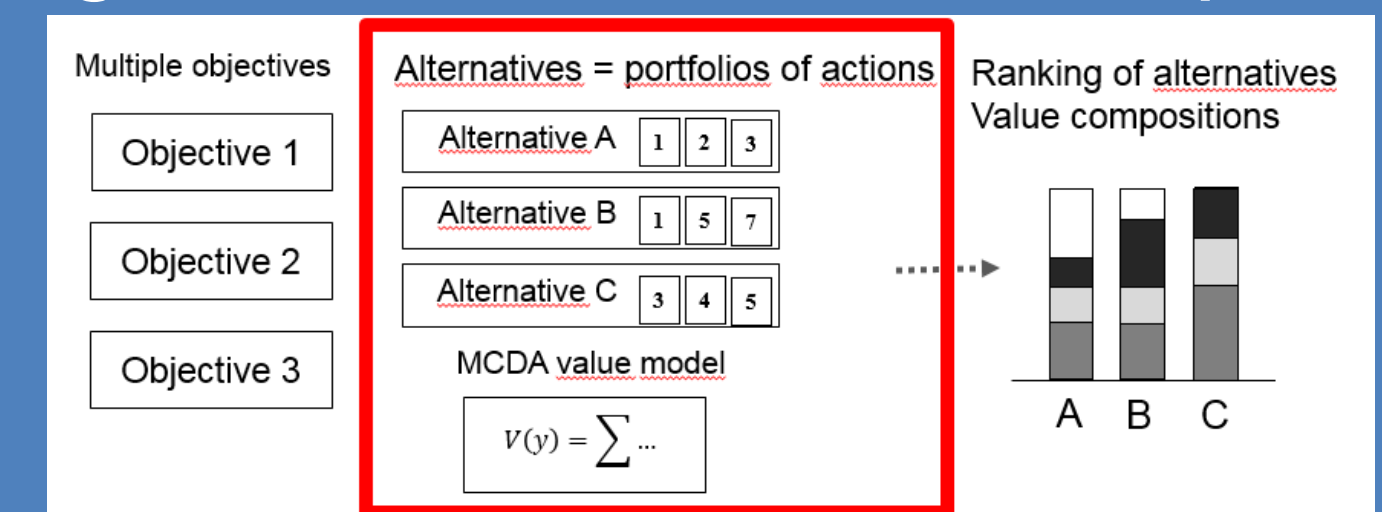 Multiple objectives
Objective 1
Objective 2
Objective 3
Alternatives = portfolios of actions
Alternative A 1 2 3
Alternative B 1 5 7
Alternative C 3 4 5
MCDA value model
V(y) = ∑ ...
Ranking of alternatives
Value compositions
A B C